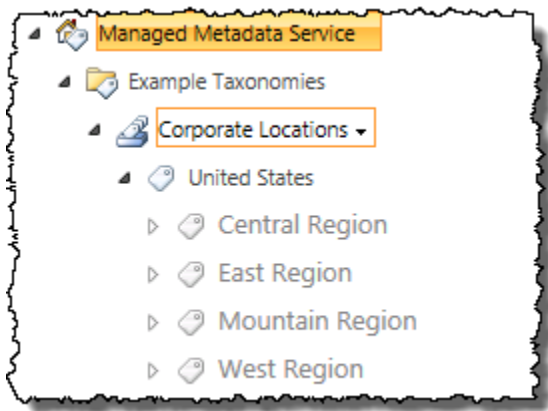 Managed Metadata Service
Example Taxonomies
Corporate Locations
United States
Central Region
East Region
Mountain Region
West Region